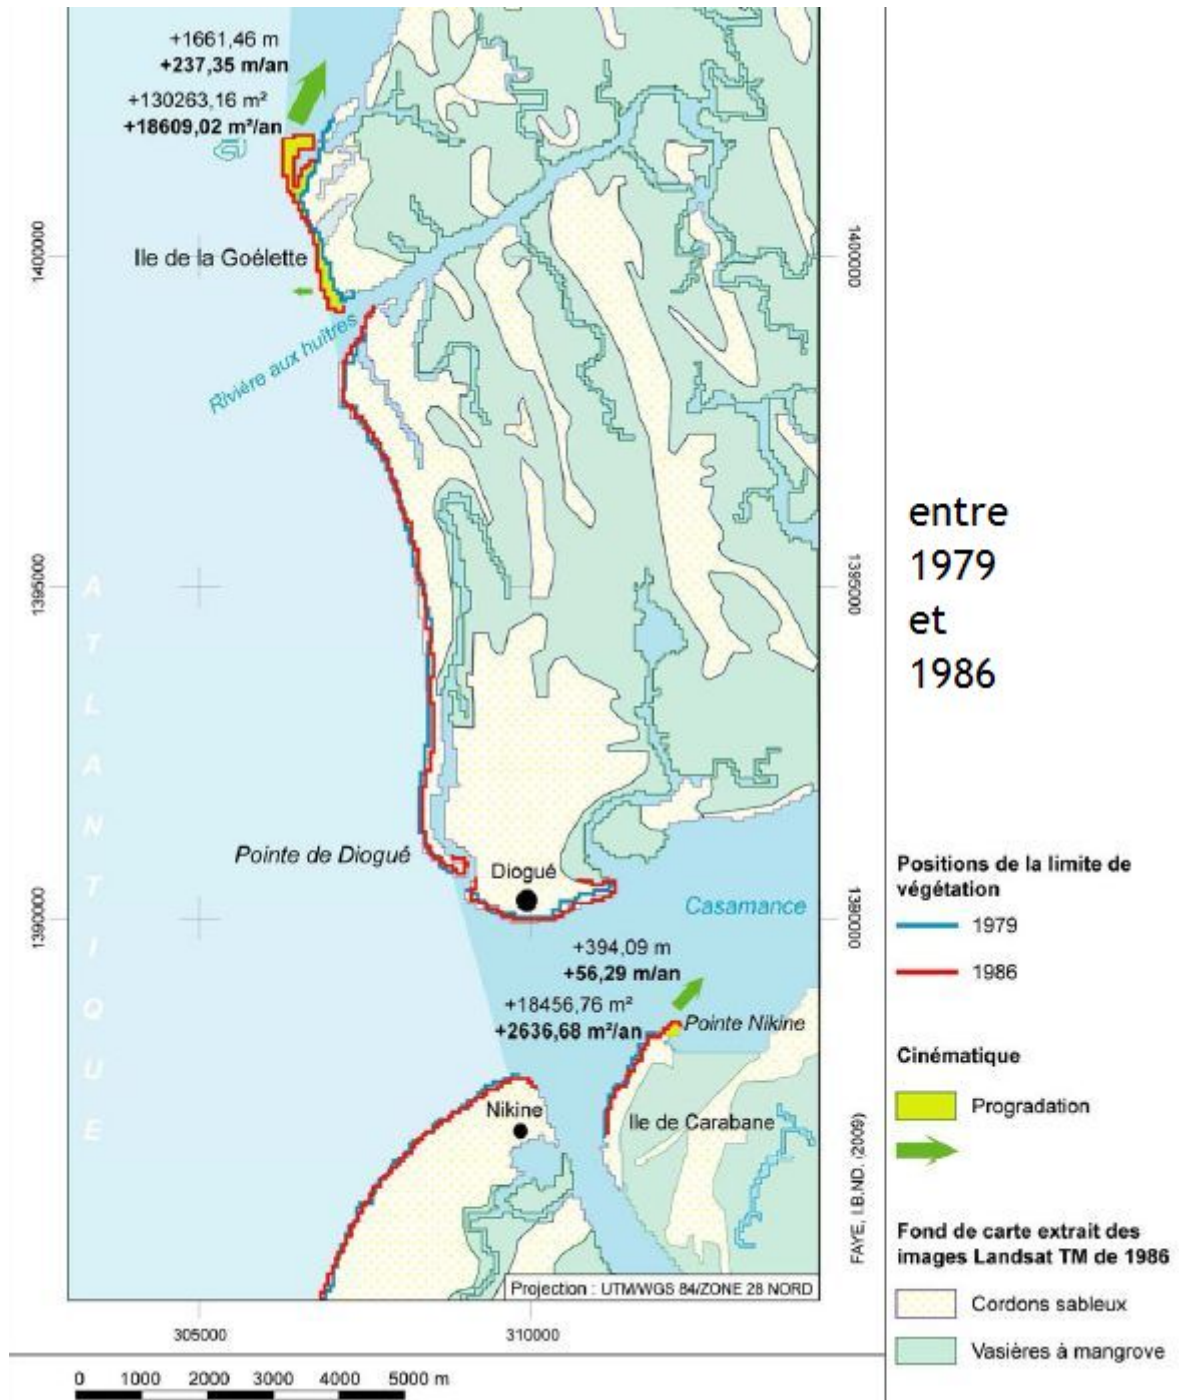 +1661,46 m
+237,35 m/an
+130263,16 m²
+18609,02 m²/an
1400000
Ile de la Goélette
1400000
Rivière aux huîtres
entre
1979
et
1986
1395000
1395000
ATLANTIQUE
Pointe de Diogué
Diogué
1390000
Casamance
1390000
+394,09 m
+56,29 m/an
+18456,76 m²
+2636,68 m²/an
Pointe Nikine
Nikine
Ile de Carabane
FAYE, I.B.ND. (2009)
Projection : UTM/WGS 84/ZONE 28 NORD
305000
310000
0 1000 2000 3000 4000 5000 m
Positions de la limite de
végétation
1979
1986
Cinématique
Progradation
Fond de carte extrait des
images Landsat TM de 1986
Cordons sableux
Vasières à mangrove